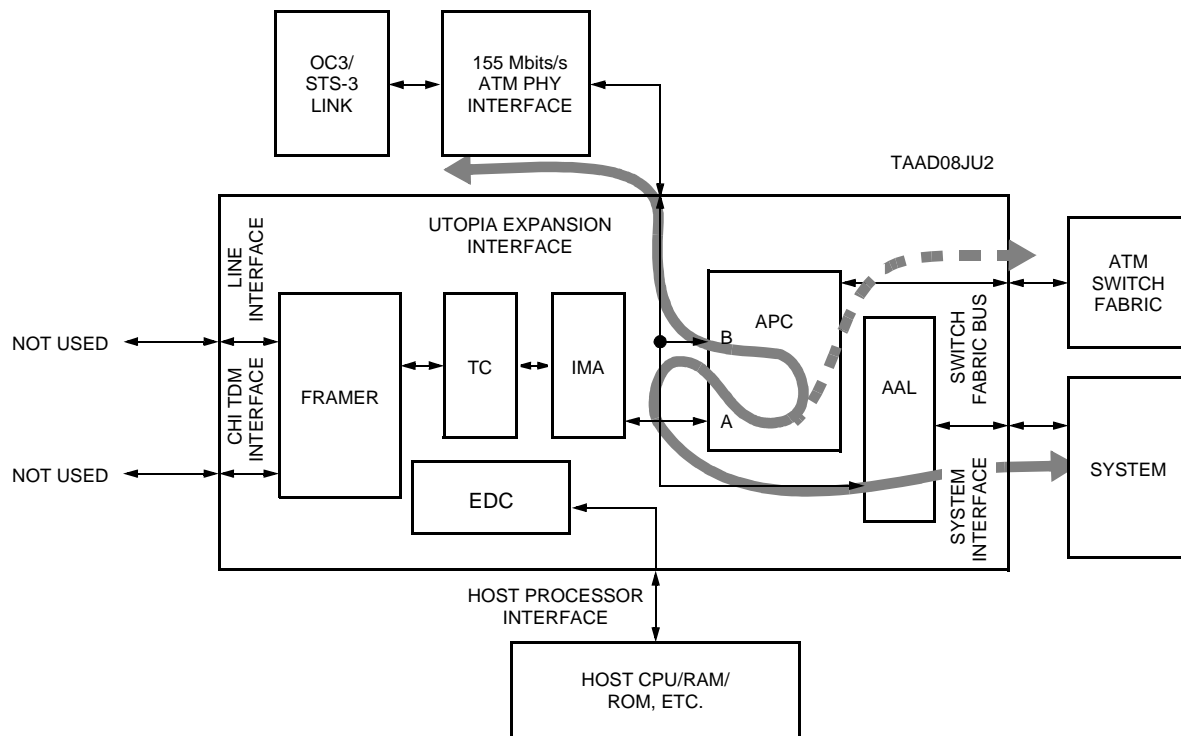 OC3/
STS-3
LINK
155 Mbits/s
ATM PHY
INTERFACE
TAAD08JU2
UTOPIA EXPANSION
INTERFACE
LINE
INTERFACE
CHI TDM
INTERFACE
NOT USED
NOT USED
FRAMER
TC
IMA
APC
B
A
AAL
EDC
SWITCH
FABRIC BUS
SYSTEM
INTERFACE
ATM
SWITCH
FABRIC
SYSTEM
HOST PROCESSOR
INTERFACE
HOST CPU/RAM/
ROM, ETC.